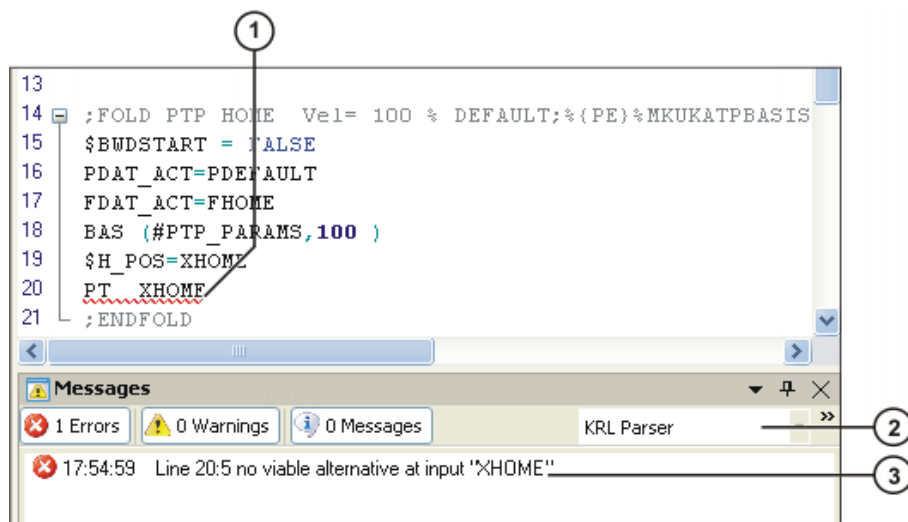 1
13
14 ;FOLD PTP HOME Vel= 100 % DEFAULT;%{PE}%MKUKATPBASIS
15 $BWDSTART = FALSE
16 PDAT_ACT=PDEFAULT
17 FDAT_ACT=FHOME
18 BAS (#PTP_PARAMS,100 )
19 $H_POS=XHOME
20 PT XHOME
21 ;ENDFOLD
Messages
1 Errors 0 Warnings 0 Messages KRL Parser » 2
17:54:59 Line 20:5 no viable alternative at input "XHOME" 3